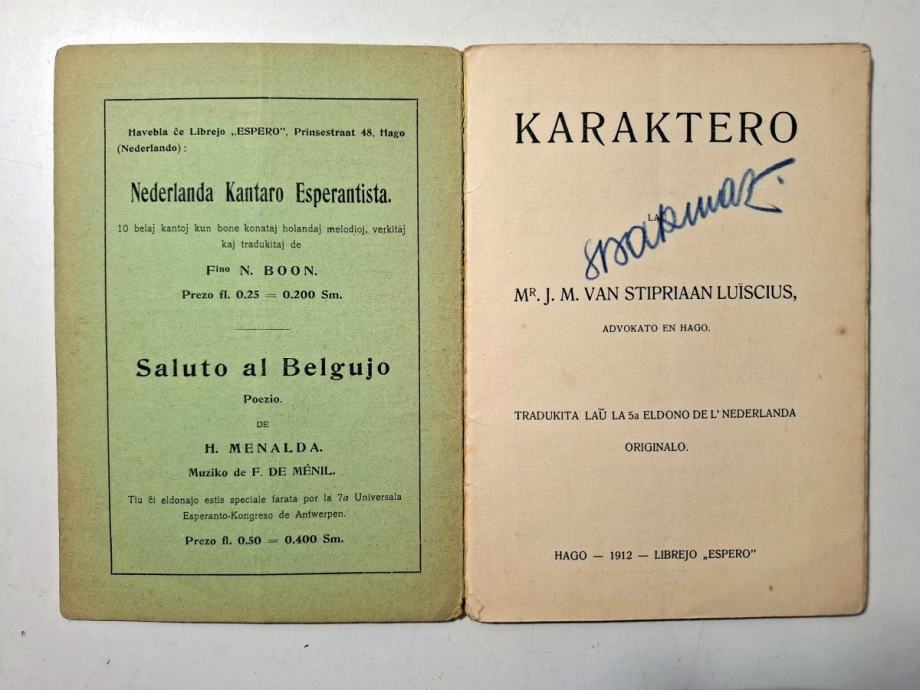 Havebla ĉe Librejo „ESPERO", Prinsestraat 48, Hago
(Nederlando) :
Nederlanda Kantaro Esperantista.
10 belaj kantoj kun bone konataj holandaj melodioj, verkitaj
kaj tradukitaj de
Fino N. BOON.
Prezo fl. 0.25 = 0.200 Sm.
Saluto al Belgujo
Poezio.
DE
H. MENALDA.
Muziko de F. DE MÉNIL.
Tiu ĉi eldonajo estis speciale farata por la 7a Universala
Esperanto-Kongreso de Antwerpen.
Prezo fl. 0.50 = 0.400 Sm.
KARAKTERO
LAŬ
MR. J. M. VAN STIPRIAAN LUÏSCIUS,
ADVOKATO EN HAGO.
TRADUKITA LAŬ LA 5a ELDONO DE L' NEDERLANDA
ORIGINALO.
HAGO — 1912 — LIBREJO „ESPERO"